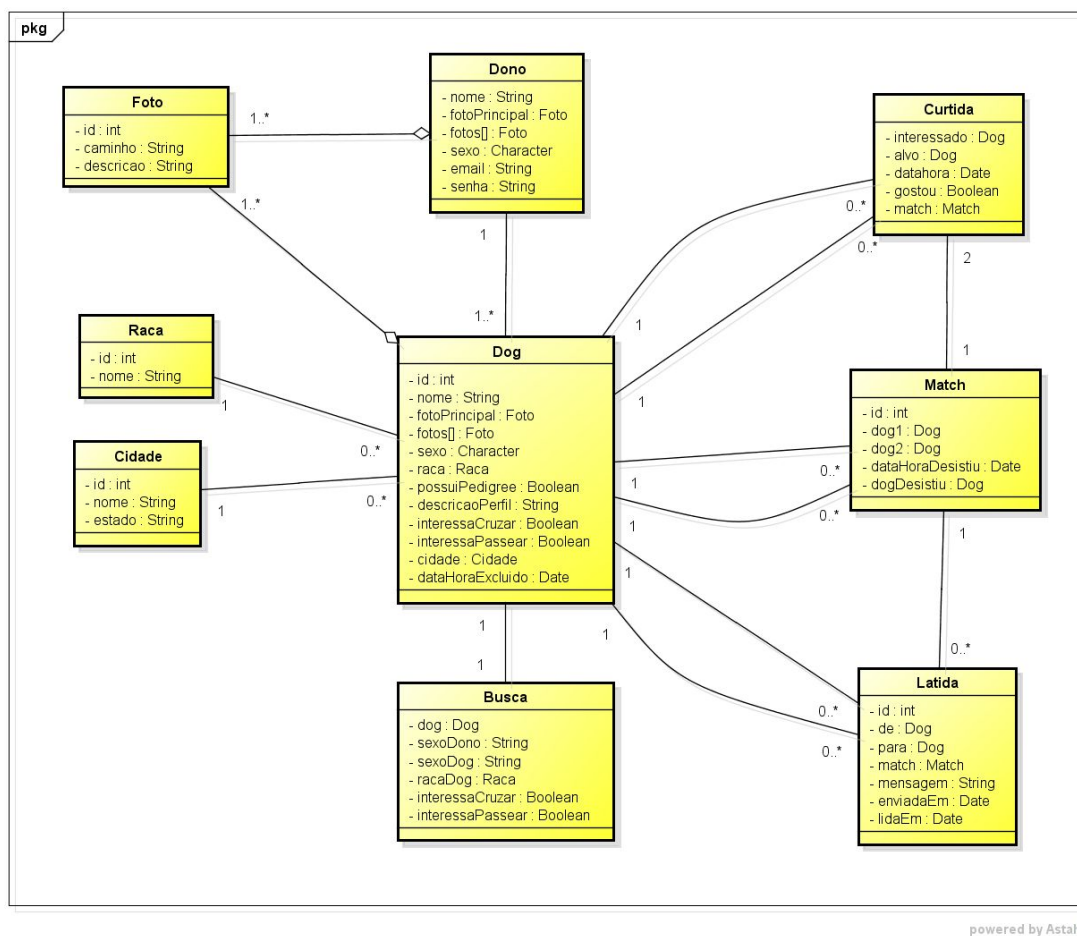 pkg
Foto
- id : int
- caminho : String
- descricao : String
1..*
1..*
Dono
- nome : String
- fotoPrincipal : Foto
- fotos[] : Foto
- sexo : Character
- email : String
- senha : String
1
1..*
Curtida
- interessado : Dog
- alvo : Dog
- datahora : Date
- gostou : Boolean
- match : Match
0..*
0..*
2
1
1
1
Raca
- id : int
- nome : String
1
0..*
Cidade
- id : int
- nome : String
- estado : String
1
0..*
Dog
- id : int
- nome : String
- fotoPrincipal : Foto
- fotos[] : Foto
- sexo : Character
- raca : Raca
- possuiPedigree : Boolean
- descricaoPerfil : String
- interessaCruzar : Boolean
- interessaPassear : Boolean
- cidade : Cidade
- dataHoraExcluido : Date
Match
- id : int
- dog1 : Dog
- dog2 : Dog
- dataHoraDesistiu : Date
- dogDesistiu : Dog
1
0..*
1
0..*
1
1
1
0..*
1
1
Busca
- dog : Dog
- sexoDono : String
- sexoDog : String
- racaDog : Raca
- interessaCruzar : Boolean
- interessaPassear : Boolean
0..*
0..*
Latida
- id : int
- de : Dog
- para : Dog
- match : Match
- mensagem : String
- enviadaEm : Date
- lidaEm : Date
powered by Astah